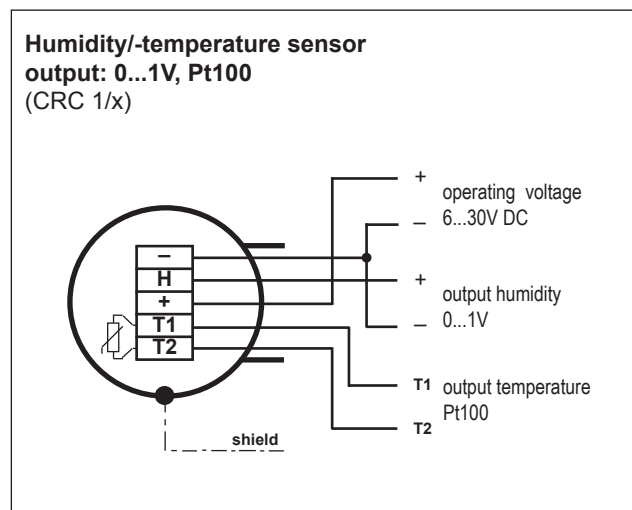 Humidity/-temperature sensor
output: 0...1V, Pt100
(CRC 1/x)
+
operating voltage
– 6...30V DC
–
H
+
output humidity
+
– 0...1V
T1
T2
T1 output temperature
Pt100
T2
shield